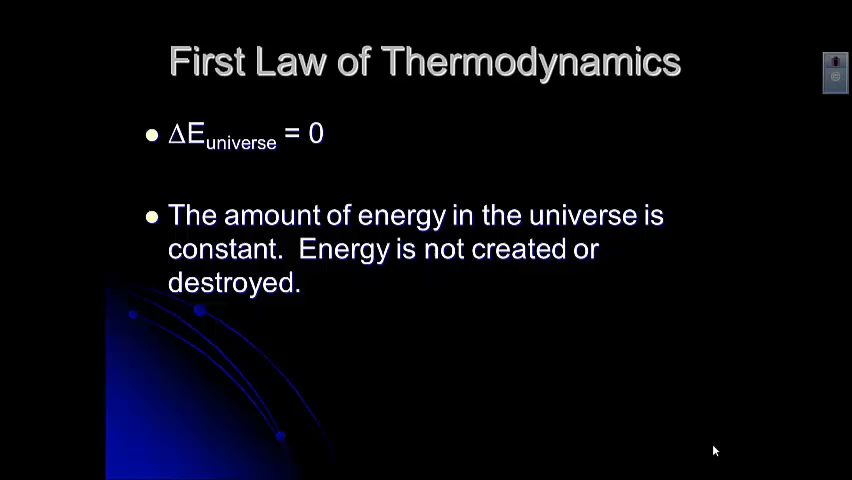 First Law of Thermodynamics
ΔEuniverse = 0
The amount of energy in the universe is
constant. Energy is not created or
destroyed.